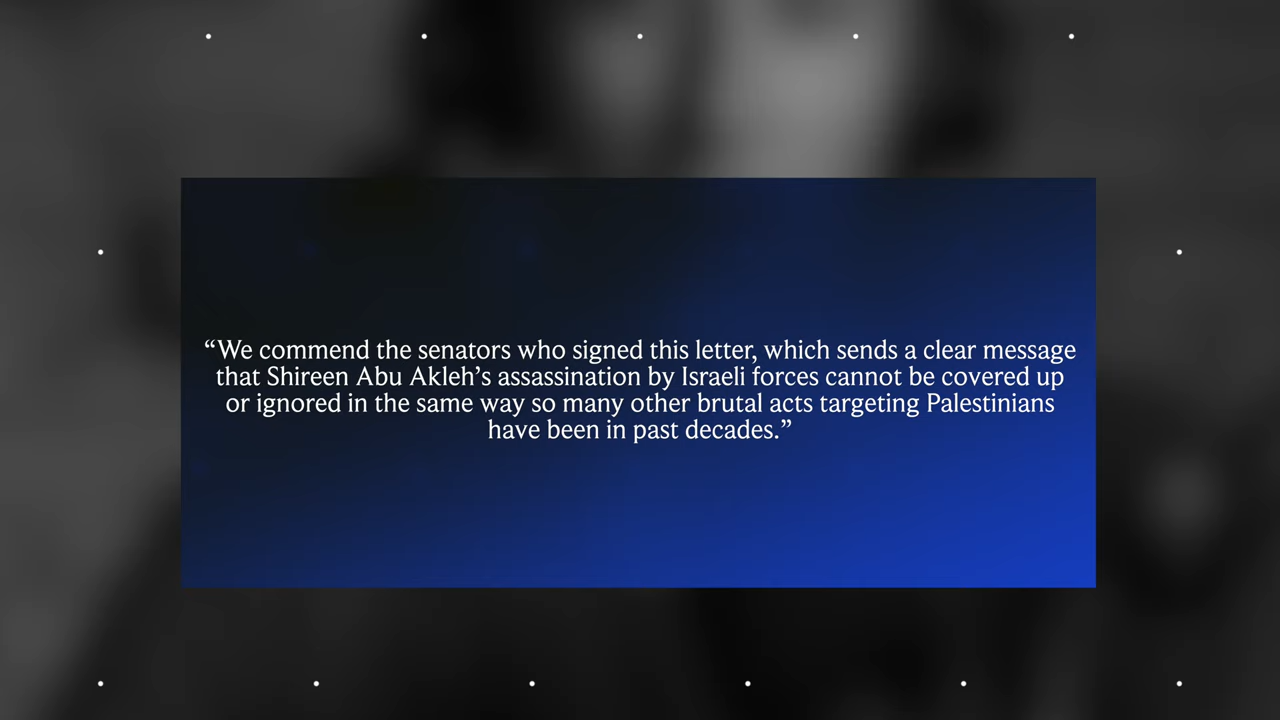 “We commend the senators who signed this letter, which sends a clear message
that Shireen Abu Akleh’s assassination by Israeli forces cannot be covered up
or ignored in the same way so many other brutal acts targeting Palestinians
have been in past decades.”